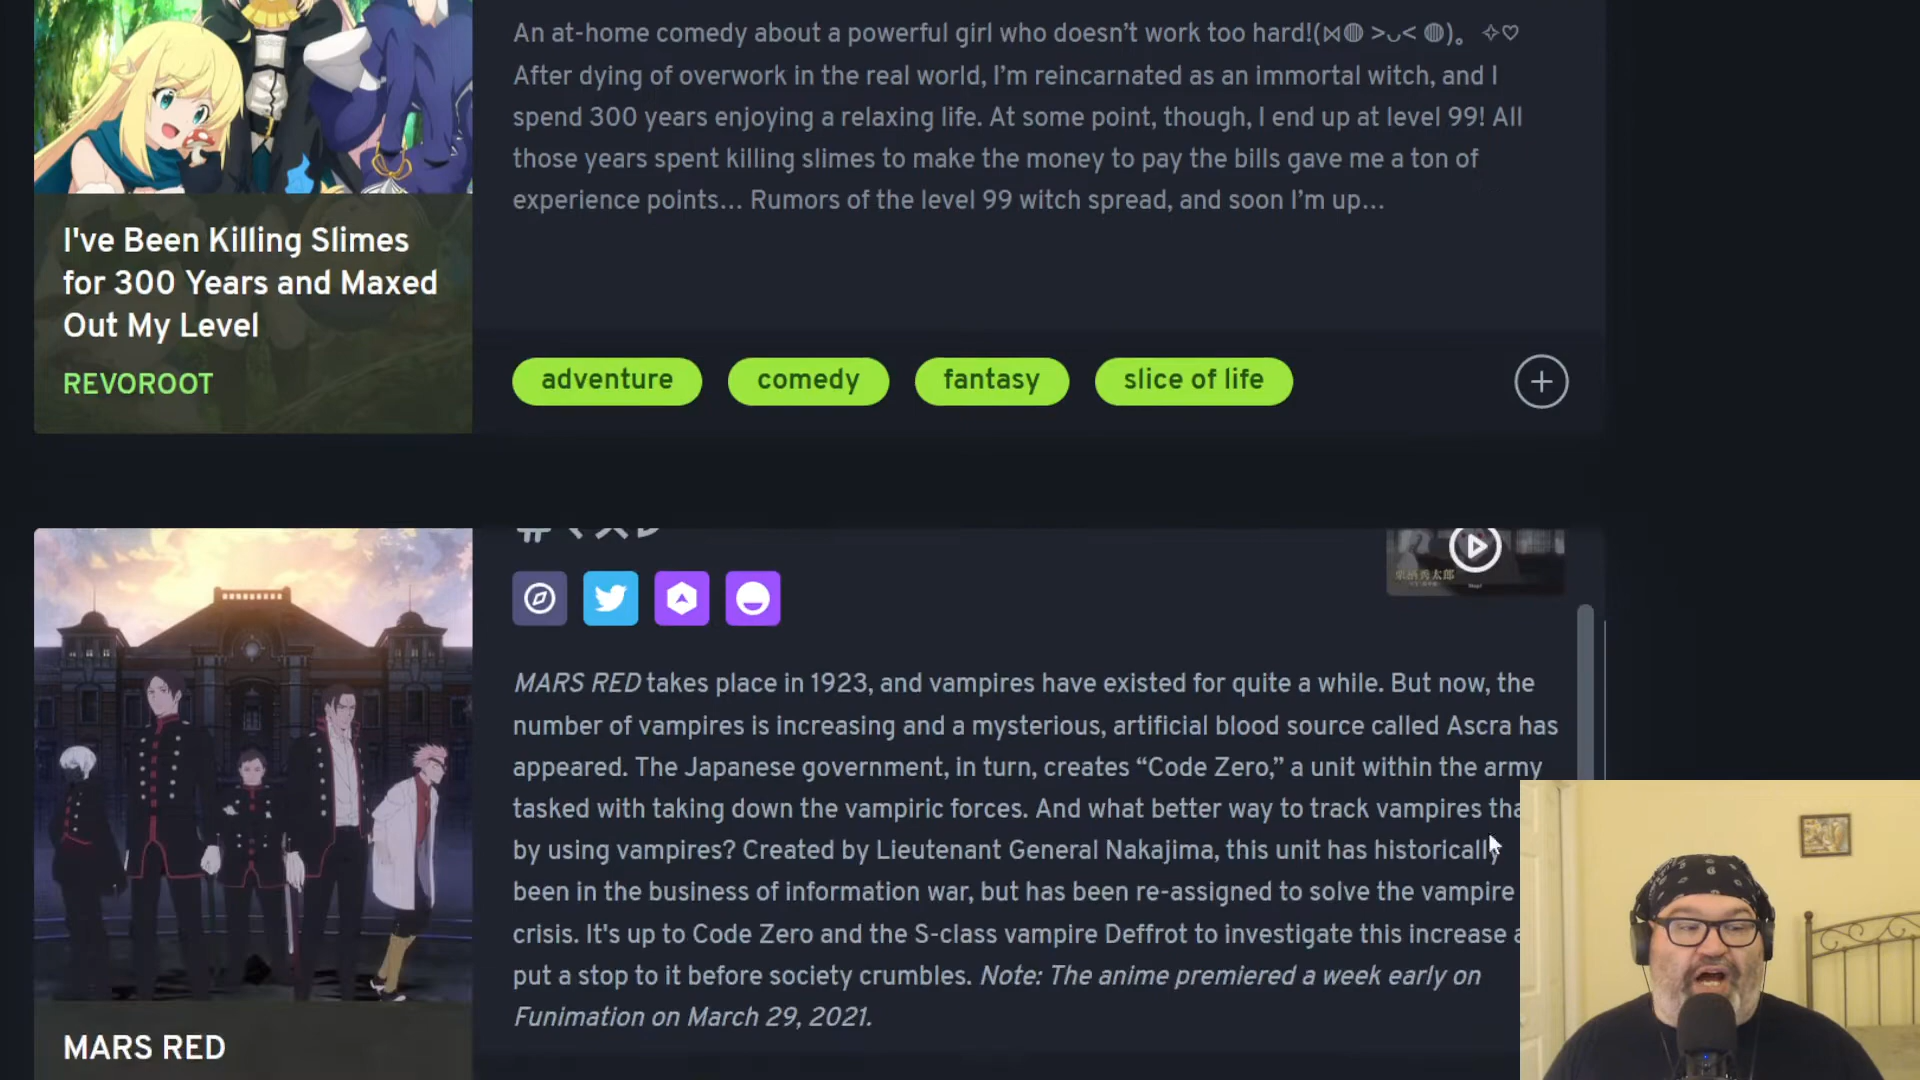 An at-home comedy about a powerful girl who doesn’t work too hard!(⋈◍ >◡< ◍)。✧♡
After dying of overwork in the real world, I’m reincarnated as an immortal witch, and I
spend 300 years enjoying a relaxing life. At some point, though, I end up at level 99! All
those years spent killing slimes to make the money to pay the bills gave me a ton of
experience points… Rumors of the level 99 witch spread, and soon I’m up…
I've Been Killing Slimes
for 300 Years and Maxed
Out My Level
REVOROOT
adventure comedy fantasy slice of life
MARS RED takes place in 1923, and vampires have existed for quite a while. But now, the
number of vampires is increasing and a mysterious, artificial blood source called Ascra has
appeared. The Japanese government, in turn, creates “Code Zero,” a unit within the army
tasked with taking down the vampiric forces. And what better way to track vampires
by using vampires? Created by Lieutenant General Nakajima, this unit has historically
been in the business of information war, but has been re-assigned to solve the vampire
crisis. It's up to Code Zero and the S-class vampire Deffrot to investigate this increase
put a stop to it before society crumbles. Note: The anime premiered a week early on
Funimation on March 29, 2021.
MARS RED